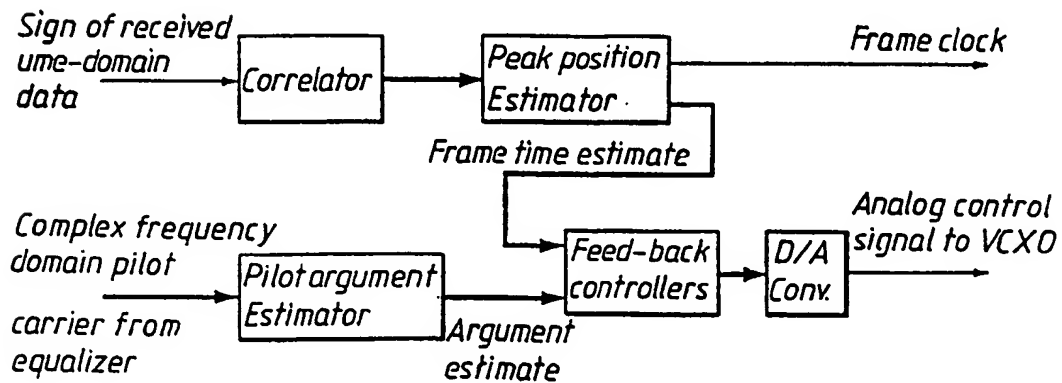 Sign of received
ume-domain
data
Correlator
Peak position
Estimator
Frame clock
Frame time estimate
Complex frequency
domain pilot
carrier from
equalizer
Pilot argument
Estimator
Argument
estimate
Feed-back
controllers
D/A
Conv.
Analog control
signal to VCXO